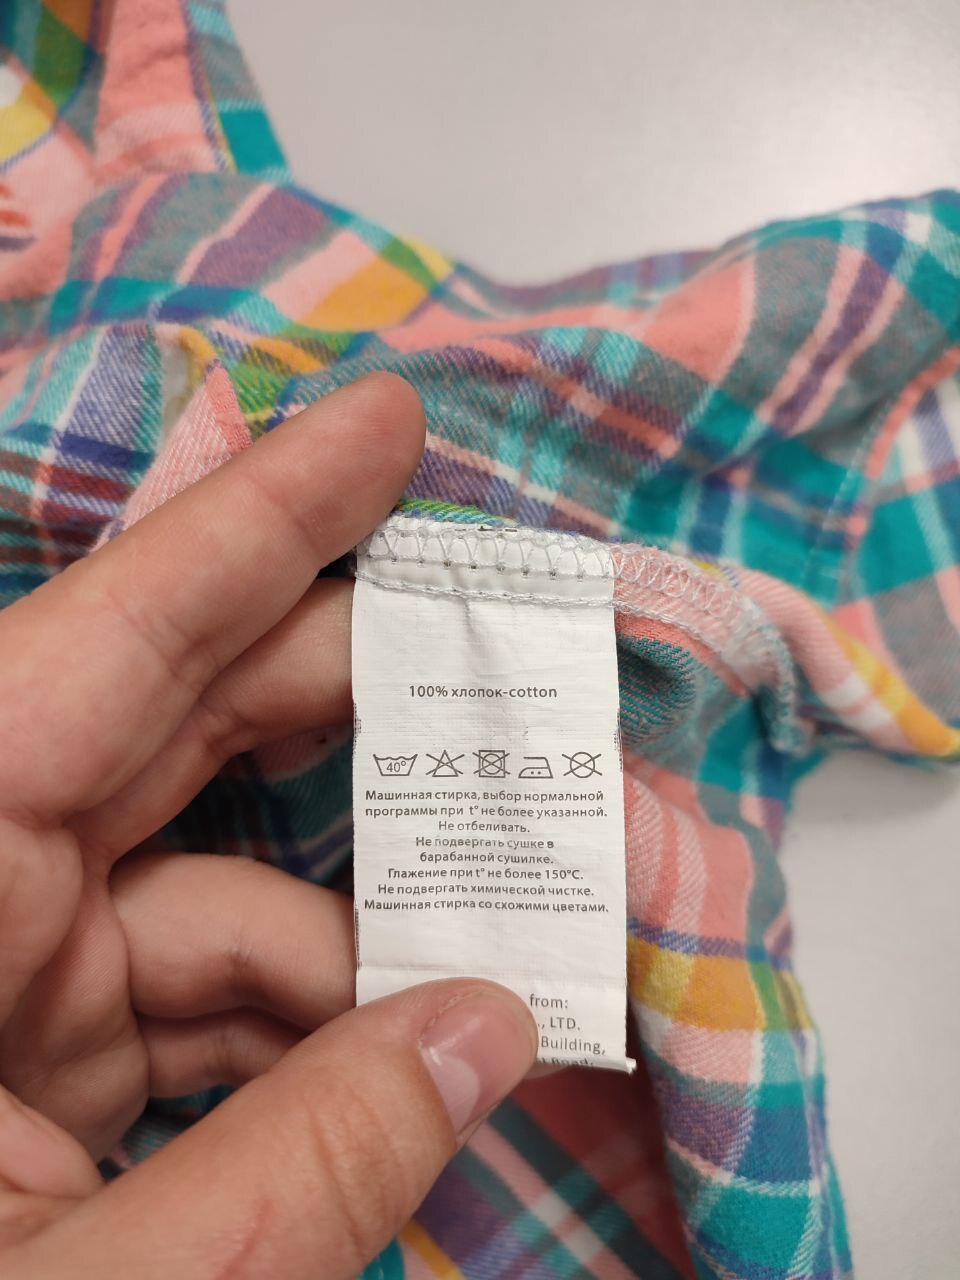 100% хлопок-cotton
40°
Машинная стирка, выбор нормальной
программы при t° не более указанной.
Не отбеливать.
Не подвергать сушке в
барабанной сушилке.
Глажение при t° не более 150°C.
Не подвергать химической чистке.
Машинная стирка со схожими цветами.
from:
., LTD.
Building,